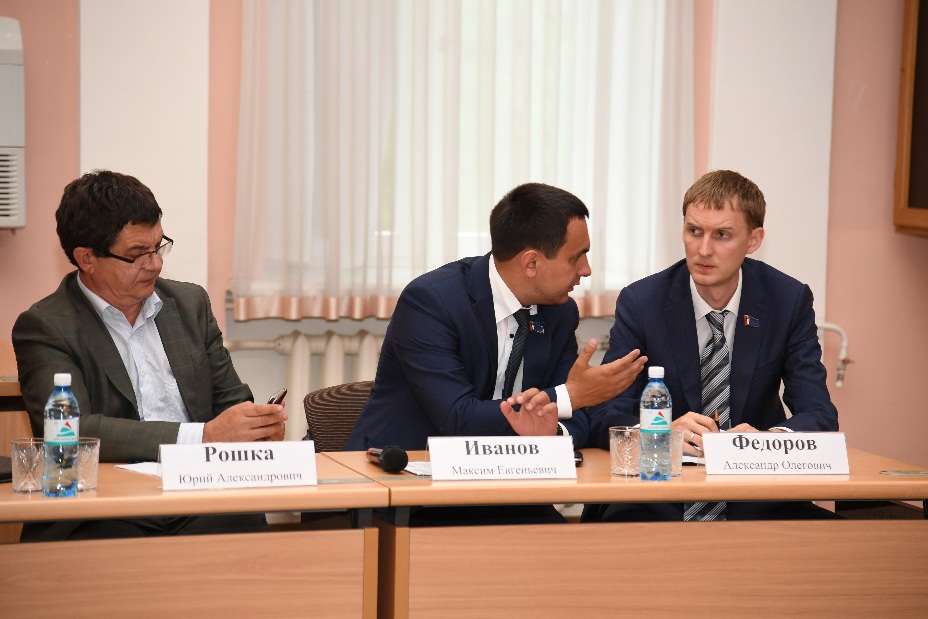 Рошка
Юрий Александрович
Иванов
Максим Евгеньевич
Федоров
Александр Олегович